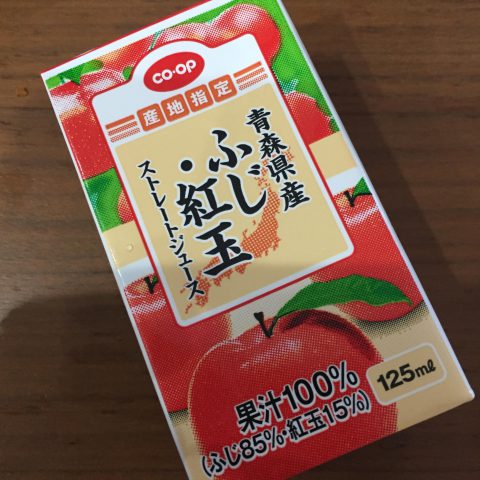 co·op
産地指定
青森県産
ふじ
・紅玉
ストレートジュース
果汁100%
(ふじ85%・紅玉15%)
125ml